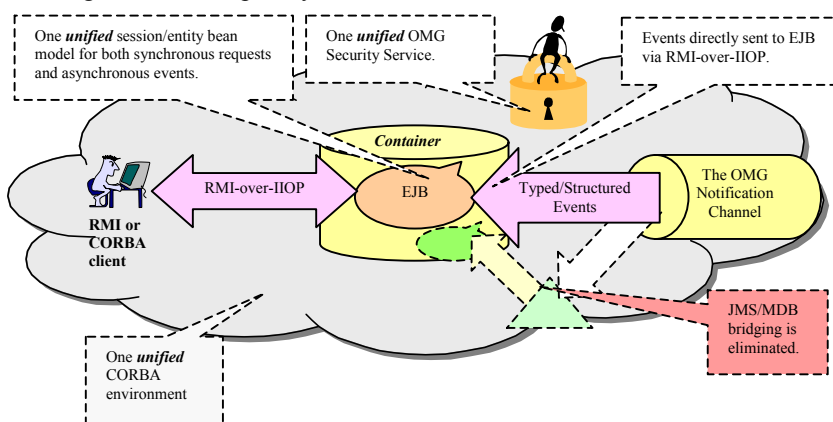 One unified session/entity bean
model for both synchronous requests
and asynchronous events.
One unified OMG
Security Service.
Events directly sent to EJB
via RMI-over-IIOP.
Container
RMI-over-IIOP
EJB
Typed/Structured
Events
The OMG
Notification
Channel
RMI or
CORBA
client
JMS/MDB
bridging is
eliminated.
One unified
CORBA
environment